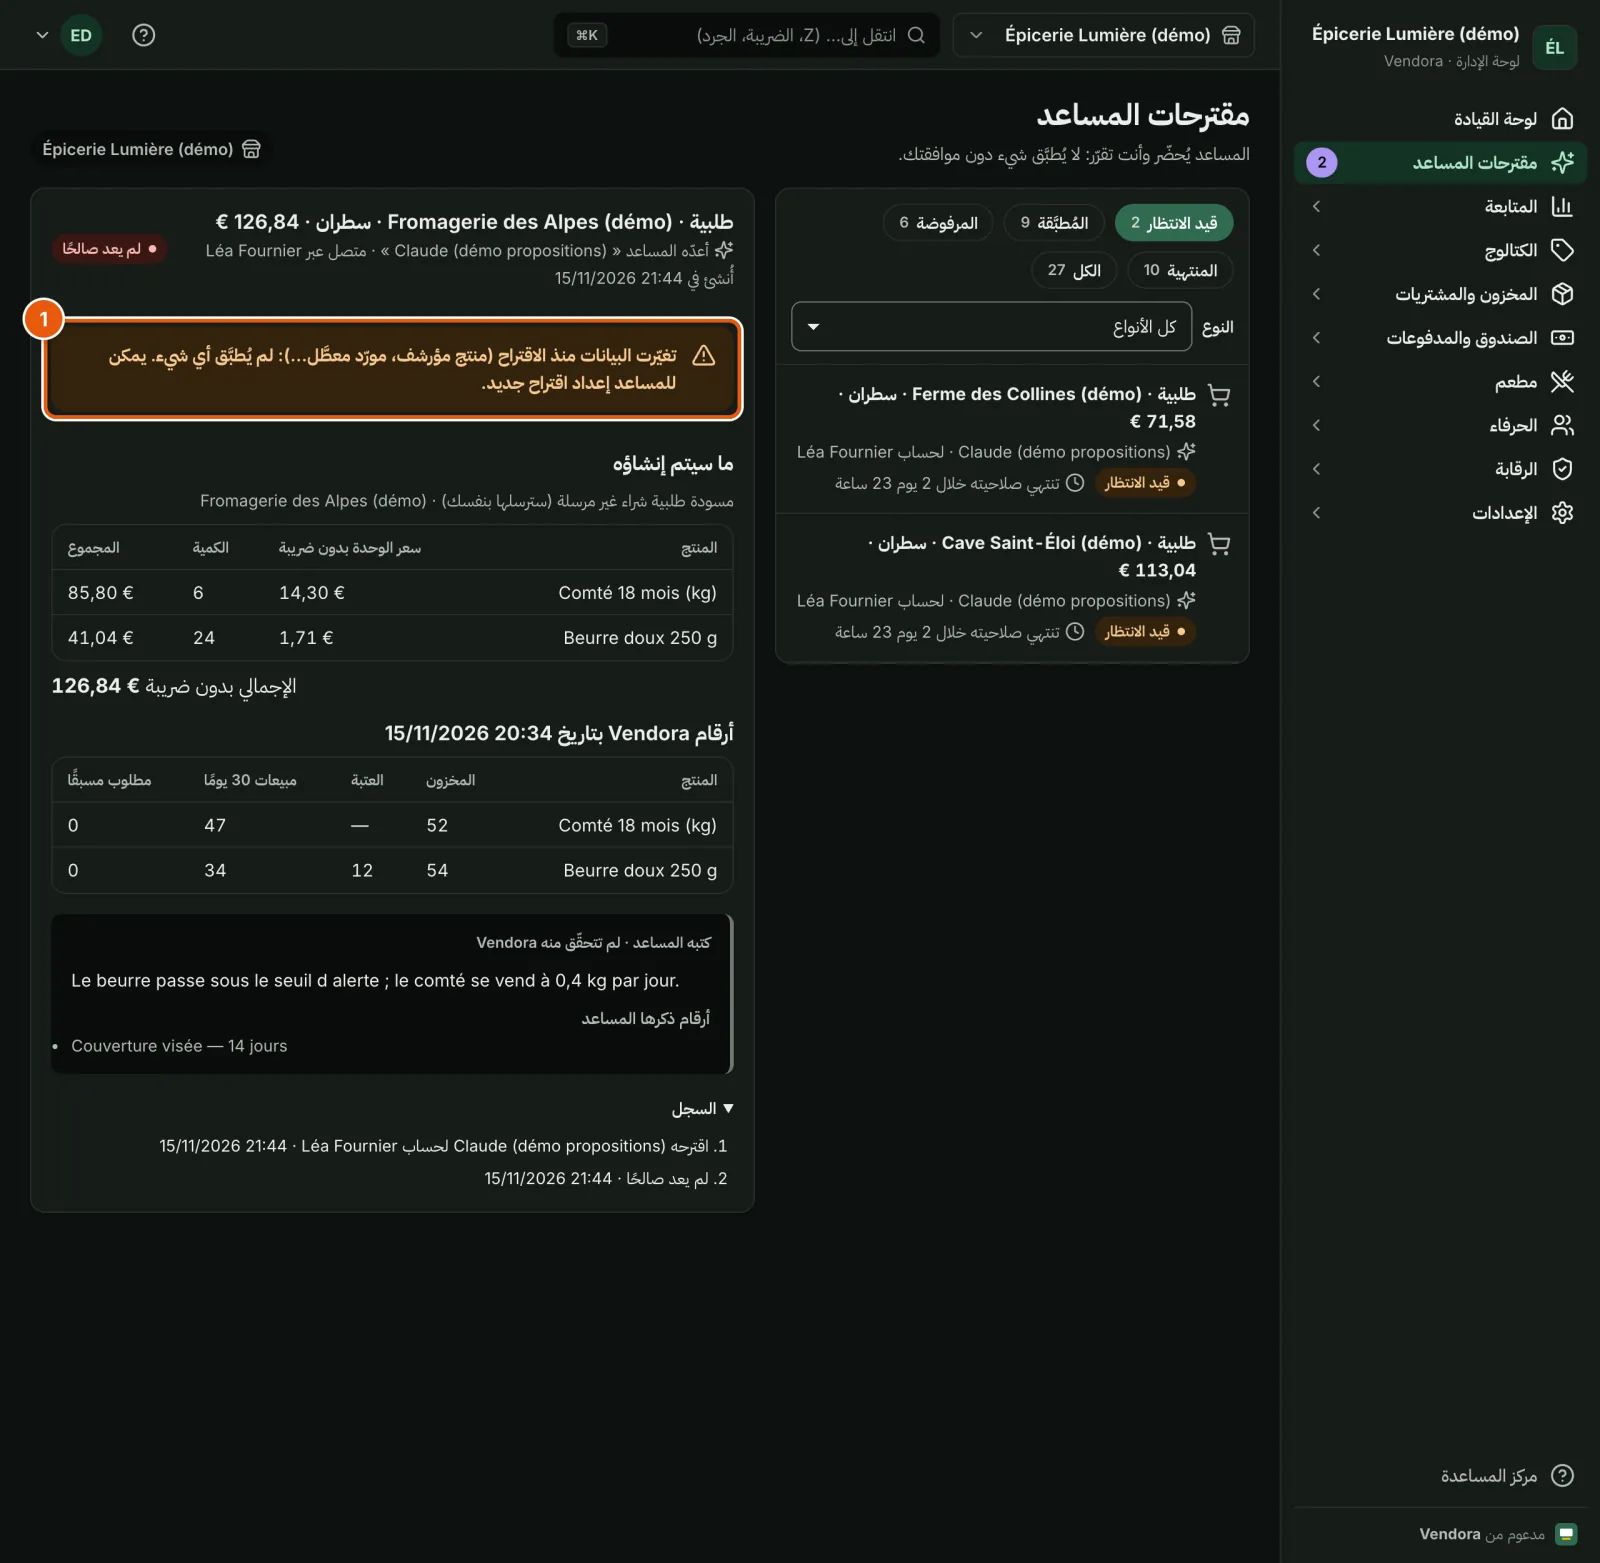 Épicerie Lumière (démo)
لوحة الإدارة · Vendora
ÉL
لوحة القيادة
مقترحات المساعد
2
المتابعة
الكتالوج
المخزون والمشتريات
الصندوق والمدفوعات
مطعم
الحرفاء
الرقابة
الإعدادات
مركز المساعدة
مدعوم من Vendora
Épicerie Lumière (démo)
انتقل إلى... (Z، الضريبة، الجرد)
⌘K
ED
مقترحات المساعد
المساعد يُحضّر وأنت تقرّر: لا يُطبَّق شيء دون موافقتك.
Épicerie Lumière (démo)
قيد الانتظار 2
المُطبَّقة 9
المرفوضة 6
المنتهية 10
الكل 27
النوع
كل الأنواع
طلبية · Ferme des Collines (démo) · سطران ·
71,58 €
Claude (démo propositions) · لحساب Léa Fournier
قيد الانتظار
تنتهي صلاحيته خلال 2 يوم 23 ساعة
طلبية · Cave Saint-Éloi (démo) · سطران ·
113,04 €
Claude (démo propositions) · لحساب Léa Fournier
قيد الانتظار
تنتهي صلاحيته خلال 2 يوم 23 ساعة
طلبية · Fromagerie des Alpes (démo) · سطران · 126,84 €
أعدّه المساعد « Claude (démo propositions) » · متصل عبر Léa Fournier
أُنشئ في 15/11/2026 21:44
لم يعد صالحًا
1
تغيّرت البيانات منذ الاقتراح (منتج مؤرشف، مورّد معطَّل...): لم يُطبَّق أي شيء. يمكن
للمساعد إعداد اقتراح جديد.
ما سيتم إنشاؤه
مسودة طلبية شراء غير مرسلة (سترسلها بنفسك) · Fromagerie des Alpes (démo)
المنتج سعر الوحدة بدون ضريبة الكمية المجموع
Comté 18 mois (kg) 14,30 € 6 85,80 €
Beurre doux 250 g 1,71 € 24 41,04 €
الإجمالي بدون ضريبة 126,84 €
أرقام Vendora بتاريخ 15/11/2026 20:34
المنتج المخزون العتبة مبيعات 30 يومًا مطلوب مسبقًا
Comté 18 mois (kg) 52 — 47 0
Beurre doux 250 g 54 12 34 0
كتبه المساعد · لم تتحقّق منه Vendora
Le beurre passe sous le seuil d alerte ; le comté se vend à 0,4 kg par jour.
أرقام ذكرها المساعد
• Couverture visée — 14 jours
السجل
1. اقترحه Claude (démo propositions) لحساب Léa Fournier · 15/11/2026 21:44
2. لم يعد صالحًا · 15/11/2026 21:44